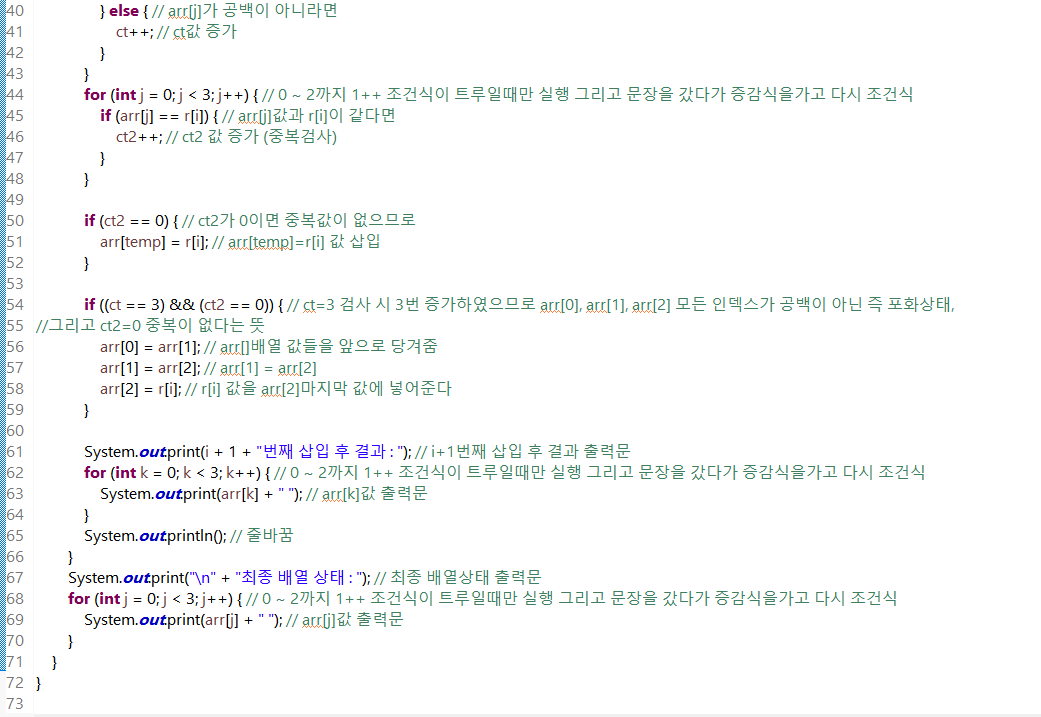 40 } else { // arr[j]가 공백이 아니라면
41 ct++; // ct값 증가
42 }
43 }
44 for (int j = 0; j < 3; j++) { // 0 ~ 2까지 1++ 조건식이 트루일때만 실행 그리고 문장을 갔다가 증감식을가고 다시 조건식
45 if (arr[j] == r[i]) { // arr[j]값과 r[i]이 같다면
46 ct2++; // ct2 값 증가 (중복검사)
47 }
48 }
49
50 if (ct2 == 0) { // ct2가 0이면 중복값이 없으므로
51 arr[temp] = r[i]; // arr[temp]=r[i] 값 삽입
52 }
53
54 if ((ct == 3) && (ct2 == 0)) { // ct=3 검사 시 3번 증가하였으므로 arr[0], arr[1], arr[2] 모든 인덱스가 공백이 아닌 즉 포화상태,
55 //그리고 ct2=0 중복이 없다는 뜻
56 arr[0] = arr[1]; // arr[]배열 값들을 앞으로 당겨줌
57 arr[1] = arr[2]; // arr[1] = arr[2]
58 arr[2] = r[i]; // r[i] 값을 arr[2]마지막 값에 넣어준다
59 }
60
61 System.out.print(i + 1 + "번째 삽입 후 결과 : "); // i+1번째 삽입 후 결과 출력문
62 for (int k = 0; k < 3; k++) { // 0 ~ 2까지 1++ 조건식이 트루일때만 실행 그리고 문장을 갔다가 증감식을가고 다시 조건식
63 System.out.print(arr[k] + " "); // arr[k]값 출력문
64 }
65 System.out.println(); // 줄바꿈
66 }
67 System.out.print("\n" + "최종 배열 상태 : "); // 최종 배열상태 출력문
68 for (int j = 0; j < 3; j++) { // 0 ~ 2까지 1++ 조건식이 트루일때만 실행 그리고 문장을 갔다가 증감식을가고 다시 조건식
69 System.out.print(arr[j] + " "); // arr[j]값 출력문
70 }
71 }
72 }
73